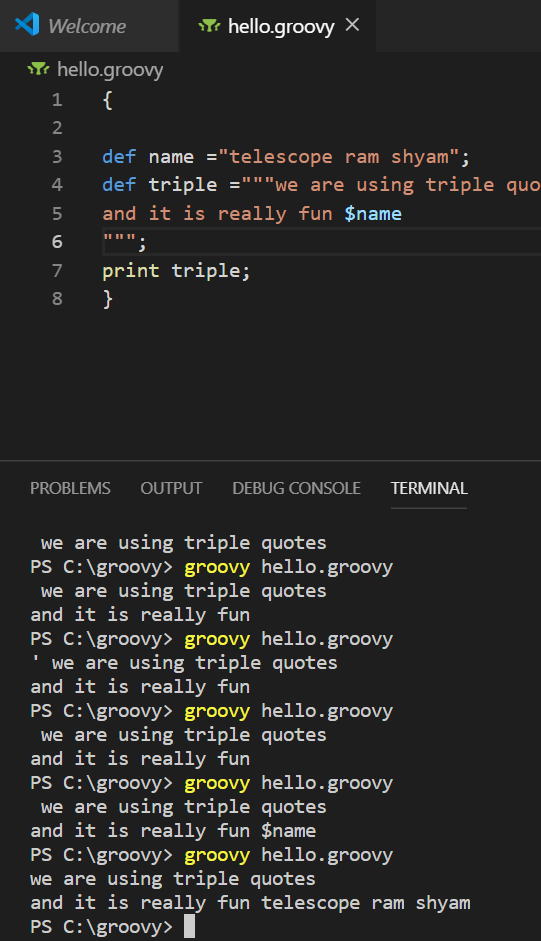 Welcome hello.groovy ×
hello.groovy
1 {
2
3 def name ="telescope ram shyam";
4 def triple ="""we are using triple quo
5 and it is really fun $name
6 """;
7 print triple;
8 }
PROBLEMS OUTPUT DEBUG CONSOLE TERMINAL
we are using triple quotes
PS C:\groovy> groovy hello.groovy
we are using triple quotes
and it is really fun
PS C:\groovy> groovy hello.groovy
' we are using triple quotes
and it is really fun
PS C:\groovy> groovy hello.groovy
we are using triple quotes
and it is really fun
PS C:\groovy> groovy hello.groovy
we are using triple quotes
and it is really fun $name
PS C:\groovy> groovy hello.groovy
we are using triple quotes
and it is really fun telescope ram shyam
PS C:\groovy>